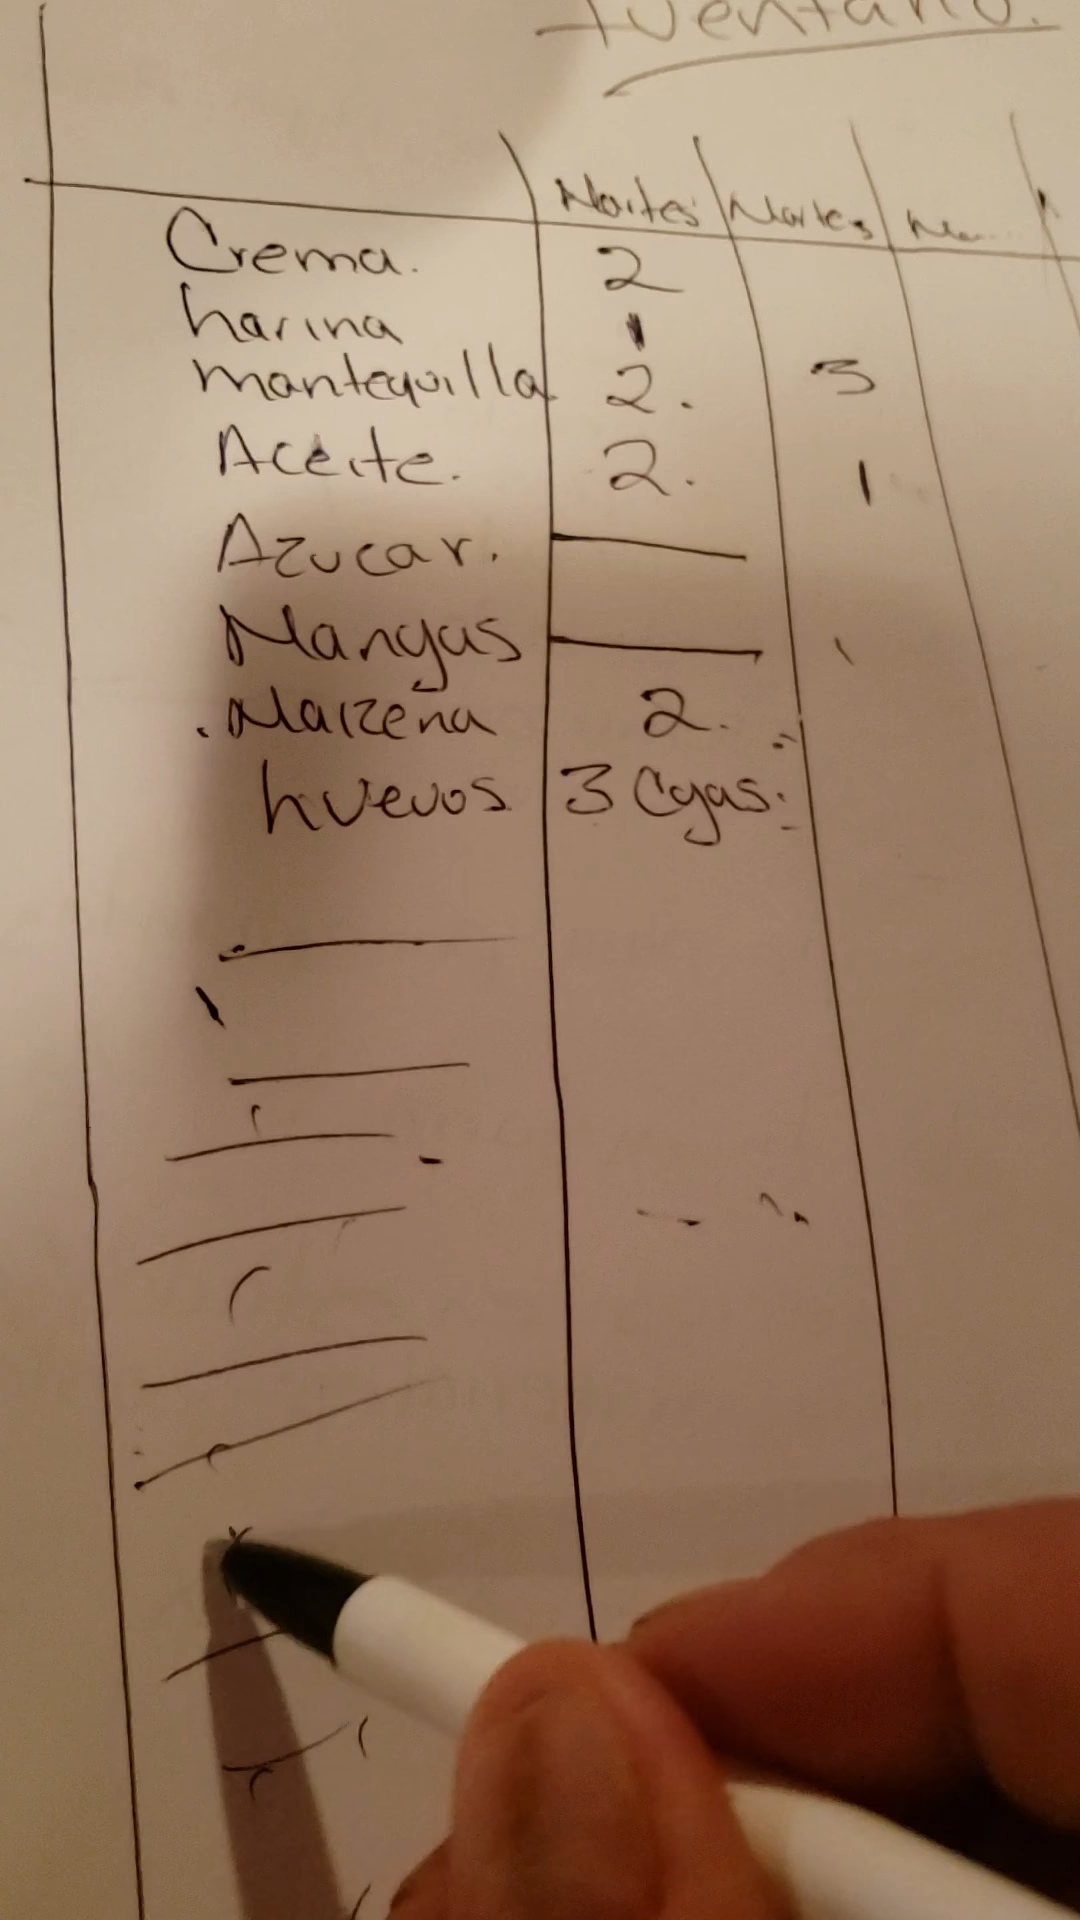 Inventario.
Martes Martes
Crema. 2
harina 1
mantequilla 2. 3
Aceite. 2. 1
Azucar.
Mangas
Maizena 2.
huevos 3 Cajas.